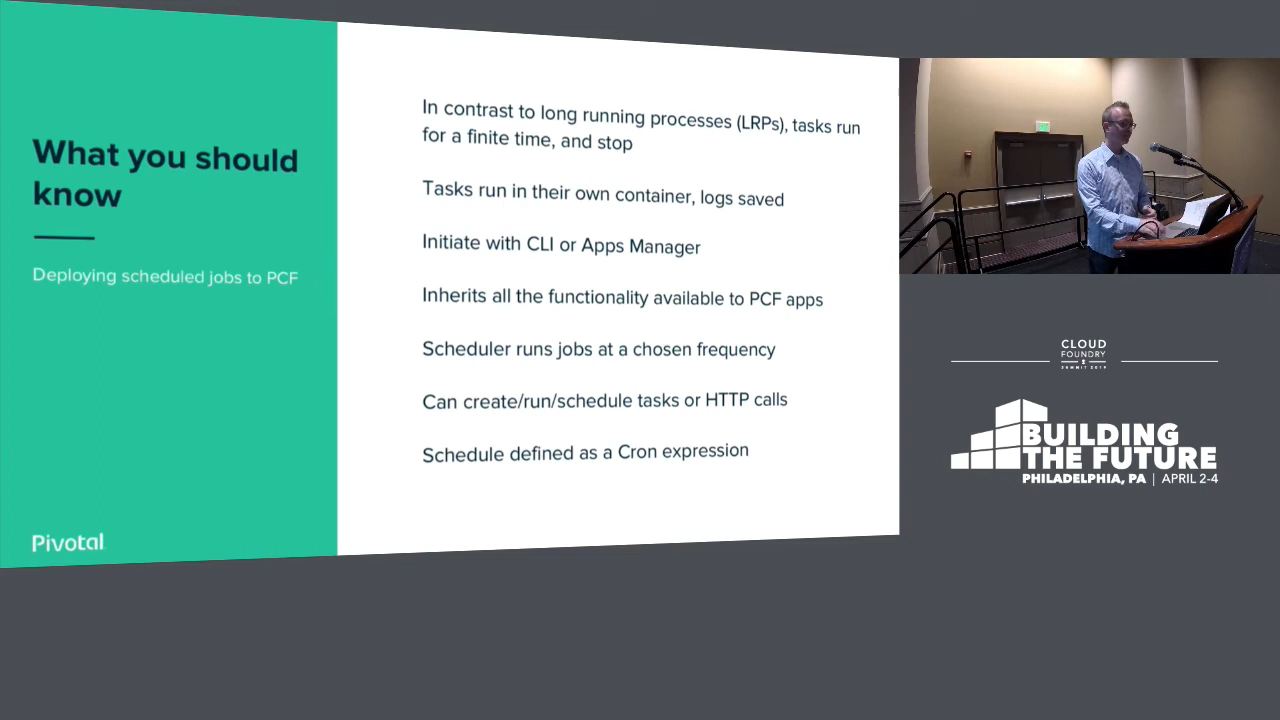 What you should
know
Deploying scheduled jobs to PCF
Pivotal
In contrast to long running processes (LRPs), tasks run
for a finite time, and stop
Tasks run in their own container, logs saved
Initiate with CLI or Apps Manager
Inherits all the functionality available to PCF apps
Scheduler runs jobs at a chosen frequency
Can create/run/schedule tasks or HTTP calls
Schedule defined as a Cron expression
CLOUD
FOUNDRY
SUMMIT 2019
BUILDING
THE FUTURE
PHILADELPHIA, PA | APRIL 2-4